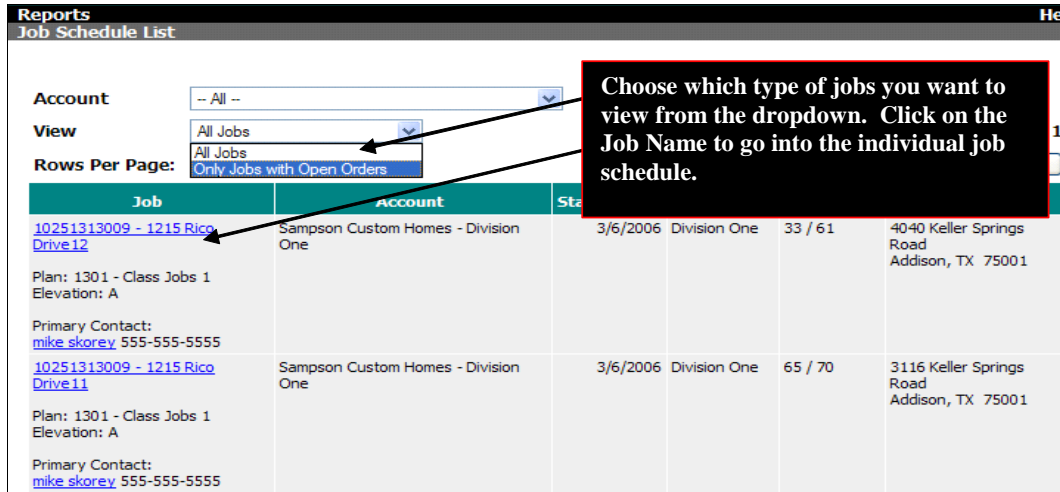 Reports He
Job Schedule List
Account -- All --
View All Jobs 1
All Jobs
Rows Per Page: Only Jobs with Open Orders
Choose which type of jobs you want to
view from the dropdown. Click on the
Job Name to go into the individual job
schedule.
Job Account Sta
10251313009 - 1215 Rico Sampson Custom Homes - Division 3/6/2006 Division One 33 / 61 4040 Keller Springs
Drive12 One Road
Addison, TX 75001
Plan: 1301 - Class Jobs 1
Elevation: A
Primary Contact:
mike skorey 555-555-5555
10251313009 - 1215 Rico Sampson Custom Homes - Division 3/6/2006 Division One 65 / 70 3116 Keller Springs
Drive11 One Road
Addison, TX 75001
Plan: 1301 - Class Jobs 1
Elevation: A
Primary Contact:
mike skorey 555-555-5555